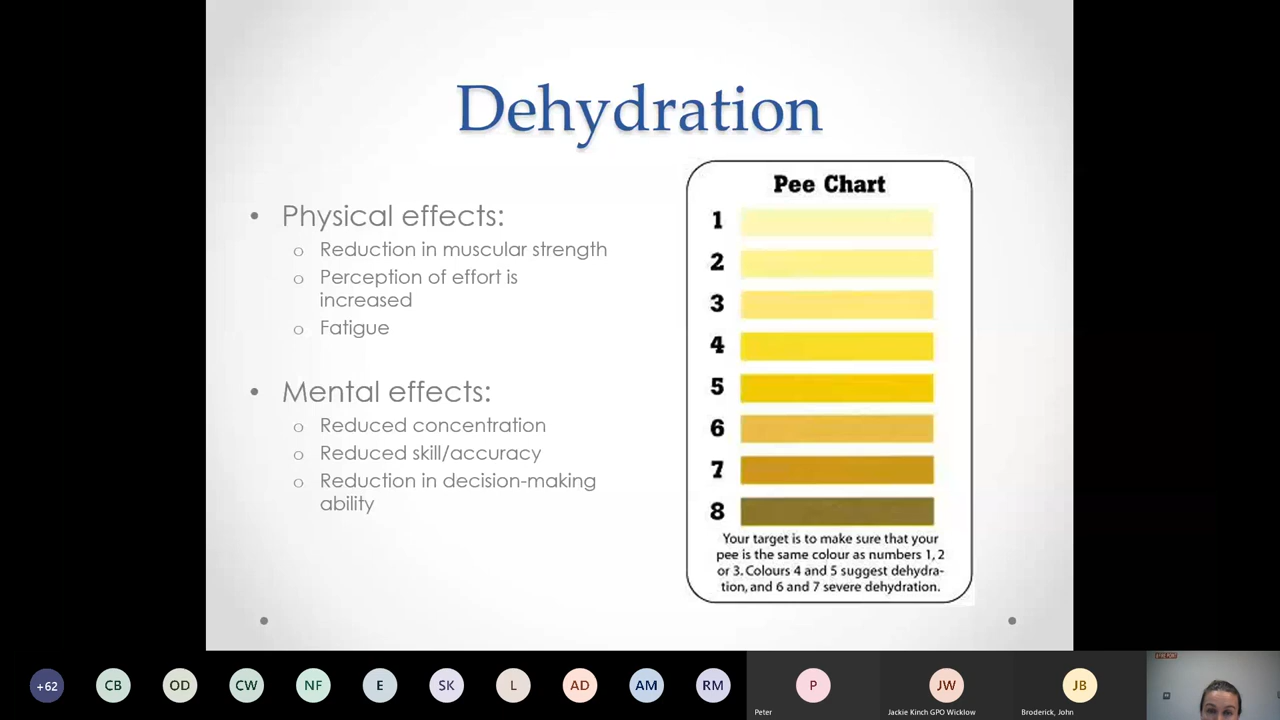 Dehydration
• Physical effects:
o Reduction in muscular strength
o Perception of effort is
increased
o Fatigue
• Mental effects:
o Reduced concentration
o Reduced skill/accuracy
o Reduction in decision-making
ability
Pee Chart
1
2
3
4
5
6
7
8
Your target is to make sure that your
pee is the same colour as numbers 1, 2
or 3. Colours 4 and 5 suggest dehydra-
tion, and 6 and 7 severe dehydration.
+62
CB
OD
CW
NF
E
SK
L
AD
AM
RM
P
JW
JB
Peter
Jackie Kinch GPO Wicklow
Broderick, John